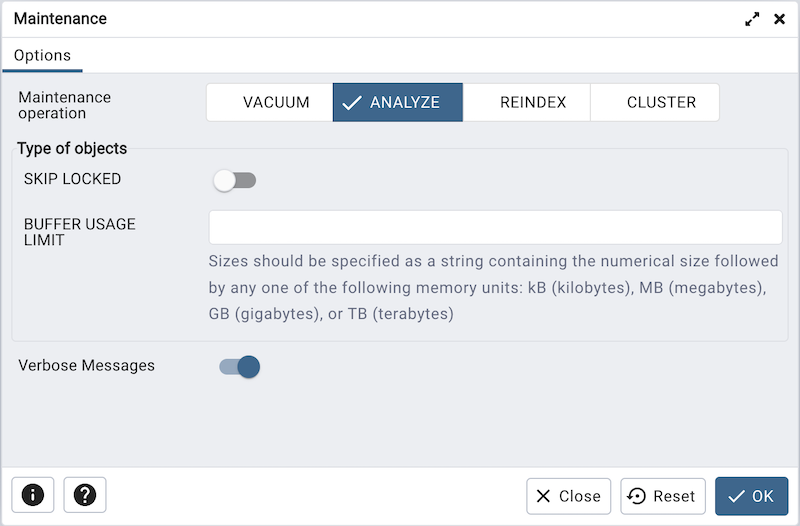 Maintenance
Options
Maintenance
operation
VACUUM ANALYZE REINDEX CLUSTER
Type of objects
SKIP LOCKED
BUFFER USAGE
LIMIT
Sizes should be specified as a string containing the numerical size followed
by any one of the following memory units: kB (kilobytes), MB (megabytes),
GB (gigabytes), or TB (terabytes)
Verbose Messages
Close Reset OK